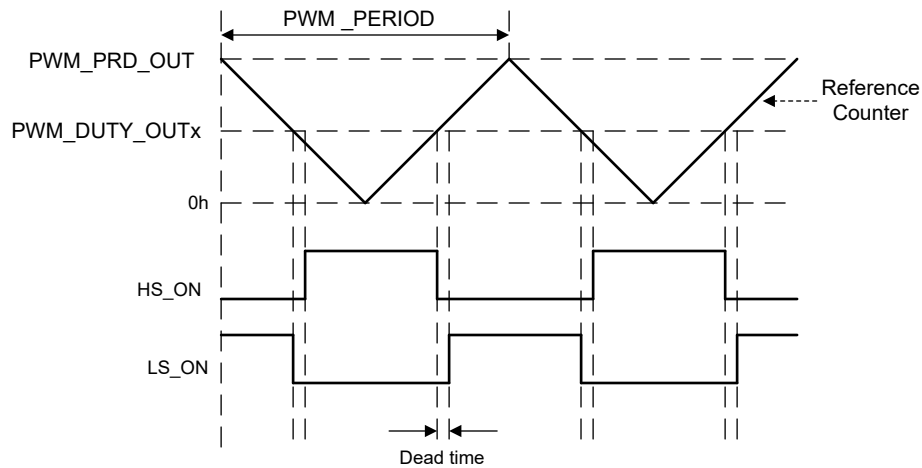 PWM _PERIOD
PWM_PRD_OUT
Reference
Counter
PWM_DUTY_OUTx
0h
HS_ON
LS_ON
Dead time